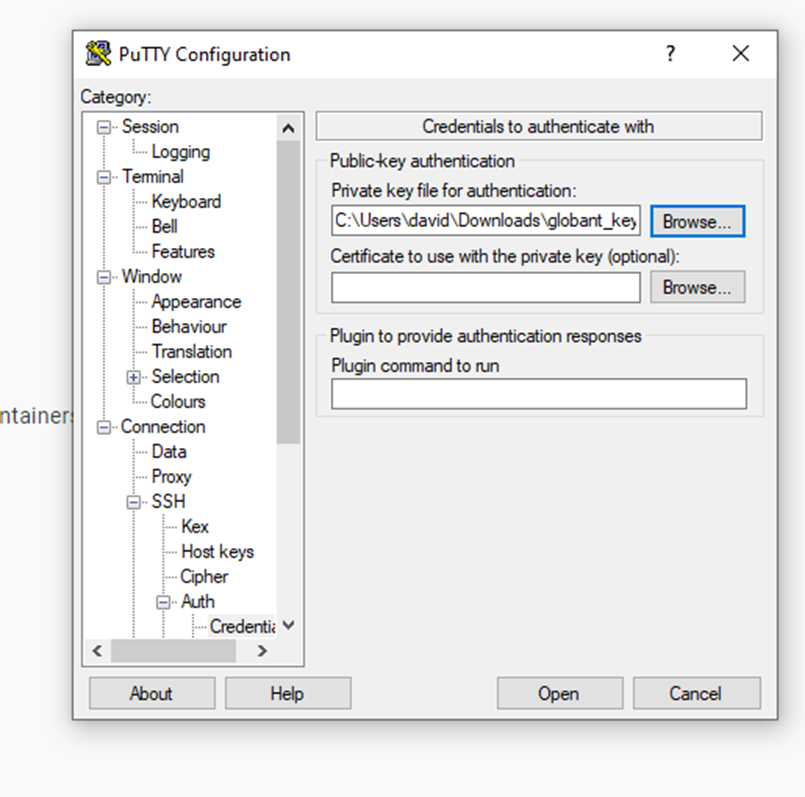 PuTTY Configuration
?
Category:
Session
Logging
Terminal
Keyboard
Bell
Features
Window
Appearance
Behaviour
Translation
Selection
Colours
Connection
Data
Proxy
SSH
Kex
Host keys
Cipher
Auth
Credentia
Credentials to authenticate with
Public-key authentication
Private key file for authentication:
C:\Users\david\Downloads\globant_key
Browse...
Certificate to use with the private key (optional):
Browse...
Plugin to provide authentication responses
Plugin command to run
ntainers
About
Help
Open
Cancel